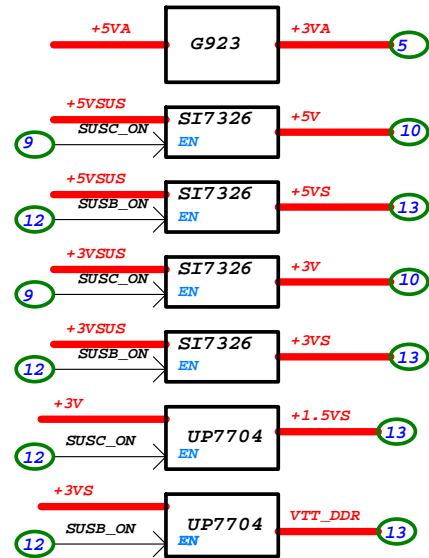 +5VA G923 +3VA 5
+5VSUS SI7326 +5V 10
9 SUSC_ON EN
+5VSUS SI7326 +5VS 13
12 SUSB_ON EN
+3VSUS SI7326 +3V 10
9 SUSC_ON EN
+3VSUS SI7326 +3VS 13
12 SUSB_ON EN
+3V UP7704 +1.5VS 13
12 SUSC_ON EN
+3VS UP7704 VTT_DDR 13
12 SUSB_ON EN